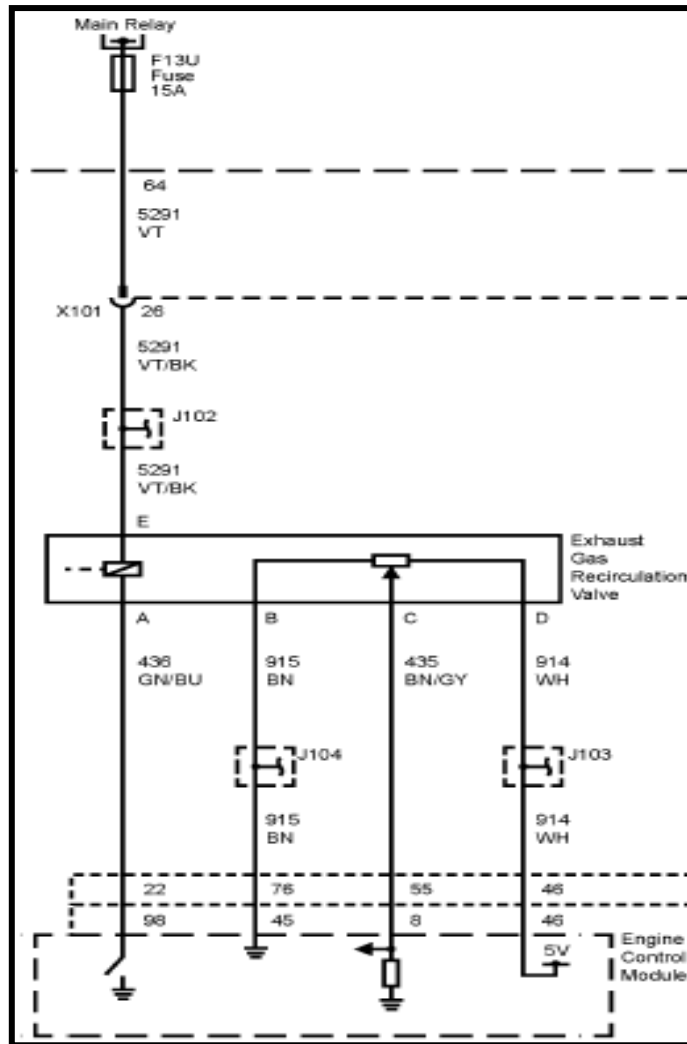 Main Relay
F13U
Fuse
15A
64
5291
VT
X101 26
5291
VT/BK
J102
5291
VT/BK
E
Exhaust
Gas
Recirculation
Valve
A B C D
436 915 435 914
GN/BU BN BN/GY WH
J104 J103
915 914
BN WH
22 76 55 46
98 45 8 46
Engine
Control
Module
5V